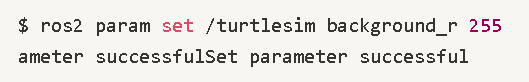 $ ros2 param set /turtlesim background_r 255
ameter successfulSet parameter successful